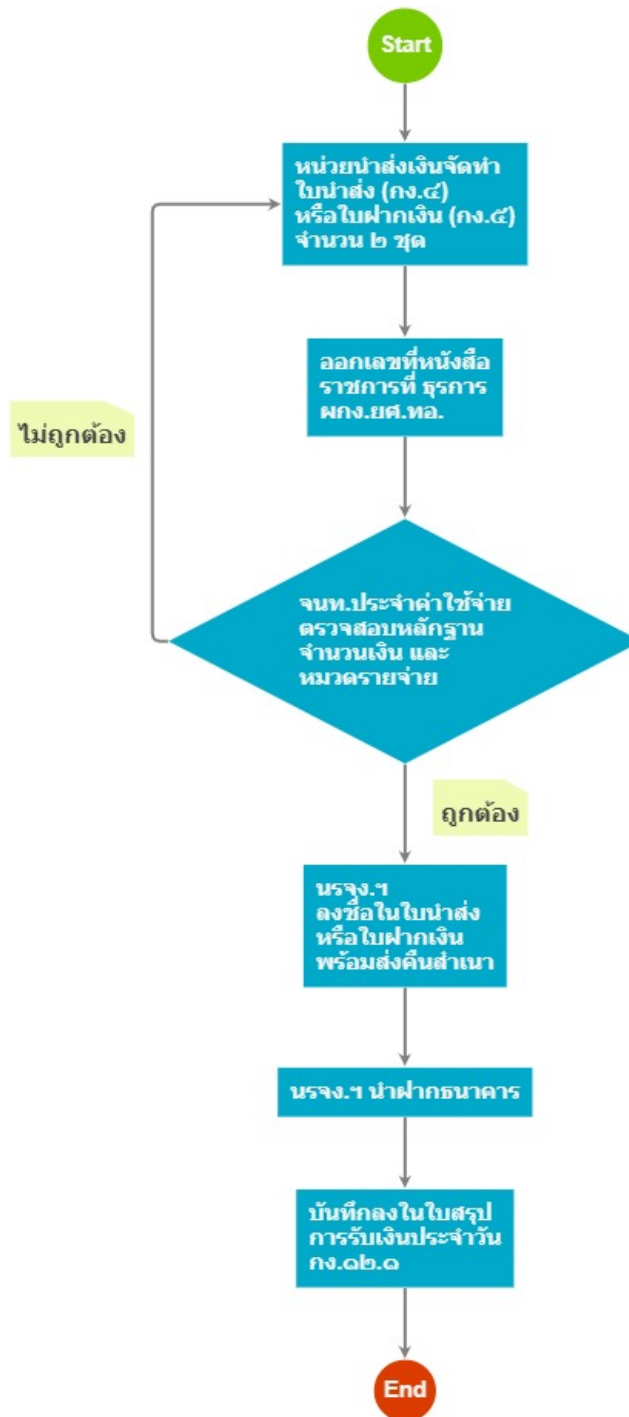 Start
หน่วยนำส่งเงินจัดทำ
ใบนำส่ง (กง.๔)
หรือใบฝากเงิน (กง.๕)
จำนวน ๒ ชุด
ออกเลขที่หนังสือ
ราชการที่ ธุรการ
ผกง.ยศ.ทอ.
ไม่ถูกต้อง
จนท.ประจำค่าใช้จ่าย
ตรวจสอบหลักฐาน
จำนวนเงิน และ
หมวดรายจ่าย
ถูกต้อง
นรจง.ฯ
ลงชื่อในใบนำส่ง
หรือใบฝากเงิน
พร้อมส่งคืนสำเนา
นรจง.ฯ นำฝากธนาคาร
บันทึกลงในใบสรุป
การรับเงินประจำวัน
กง.๑๒.๑
End